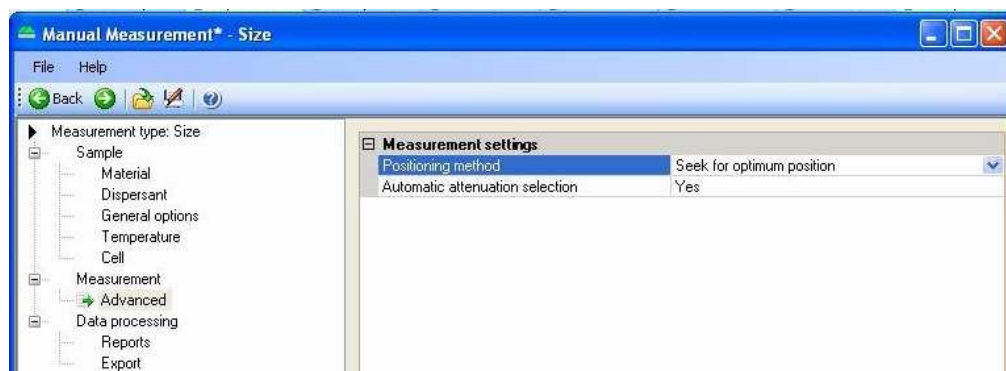 Manual Measurement* - Size
File Help
Back
Measurement type: Size
Sample
Material
Dispersant
General options
Temperature
Cell
Measurement
Advanced
Data processing
Reports
Export
Measurement settings
Positioning method Seek for optimum position
Automatic attenuation selection Yes